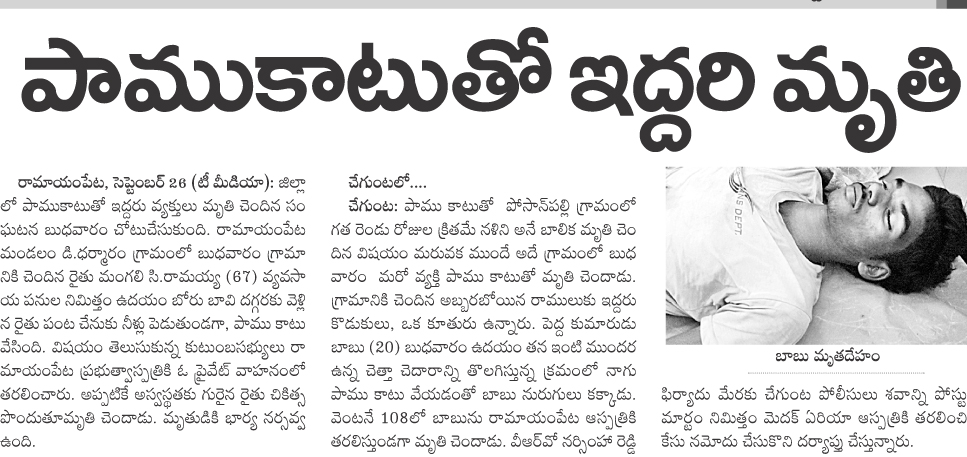 పాముకాటుతో ఇద్దరి మృతి
రామాయంపేట, సెప్టెంబర్ 26 (టీ మీడియా): జిల్లా
లో పాముకాటుతో ఇద్దరు వ్యక్తులు మృతి చెందిన సం
ఘటన బుధవారం చోటుచేసుకుంది. రామాయంపేట
మండలం డి.ధర్మారం గ్రామంలో బుధవారం గ్రామా
నికి చెందిన రైతు మంగలి సి.రామయ్య (67) వ్యవసా
య పనుల నిమిత్తం ఉదయం బోరు బావి దగ్గరకు వెళ్లి
న రైతు పంట చేనుకు నీళ్లు పెడుతుండగా, పాము కాటు
వేసింది. విషయం తెలుసుకున్న కుటుంబసభ్యులు రా
మాయంపేట ప్రభుత్వాస్పత్రికి ఓ ప్రైవేట్ వాహనంలో
తరలించారు. అప్పటికే అస్వస్థతకు గురైన రైతు చికిత్స
పొందుతూమృతి చెందాడు. మృతుడికి భార్య నర్సవ్వ
ఉంది.
చేగుంటలో....
చేగుంట: పాము కాటుతో పోసాన్‌పల్లి గ్రామంలో
గత రెండు రోజుల క్రితమే నళిని అనే బాలిక మృతి చెం
దిన విషయం మరువక ముందే అదే గ్రామంలో బుధ
వారం మరో వ్యక్తి పాము కాటుతో మృతి చెందాడు.
గ్రామానికి చెందిన అబ్బరబోయిన రాములుకు ఇద్దరు
కొడుకులు, ఒక కూతురు ఉన్నారు. పెద్ద కుమారుడు
బాబు (20) బుధవారం ఉదయం తన ఇంటి ముందర
ఉన్న చెత్తా చెదారాన్ని తొలగిస్తున్న క్రమంలో నాగు
పాము కాటు వేయడంతో బాబు నురుగులు కక్కాడు.
వెంటనే 108లో బాబును రామాయంపేట ఆస్పత్రికి
తరలిస్తుండగా మృతి చెందాడు. వీఆర్‌వో నర్సింహా రెడ్డి
బాబు మృతదేహం
ఫిర్యాదు మేరకు చేగుంట పోలీసులు శవాన్ని పోస్టు
మార్టం నిమిత్తం మెదక్ ఏరియా ఆస్పత్రికి తరలించి
కేసు నమోదు చేసుకొని దర్యాప్తు చేస్తున్నారు.